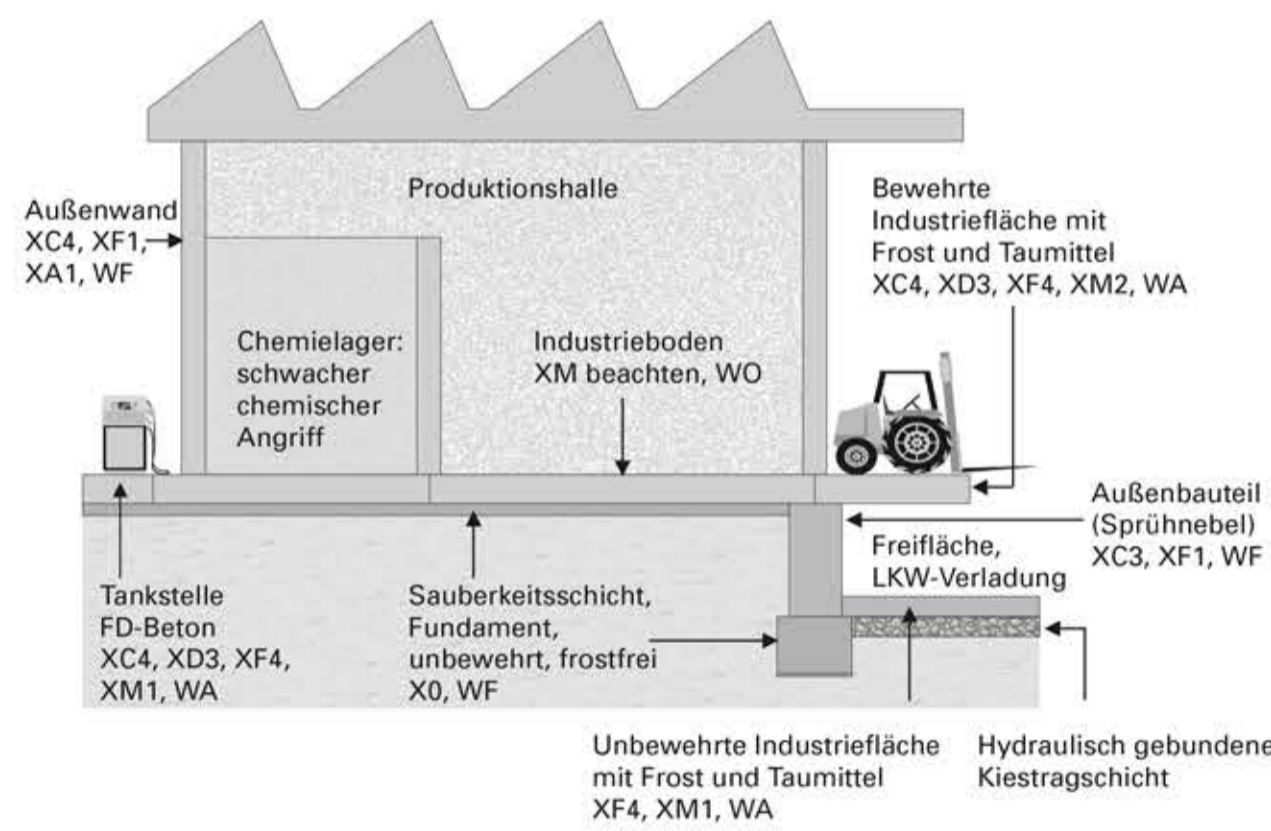 Produktionshalle
Außenwand
XC4, XF1,
XA1, WF
Bewehrte
Industriefläche mit
Frost und Taumittel
XC4, XD3, XF4, XM2, WA
Chemielager:
schwacher
chemischer
Angriff
Industrieboden
XM beachten, WO
Außenbauteil
(Sprühnebel)
XC3, XF1, WF
Freifläche,
LKW-Verladung
Tankstelle
FD-Beton
XC4, XD3, XF4,
XM1, WA
Sauberkeitsschicht,
Fundament,
unbewehrt, frostfrei
X0, WF
Unbewehrte Industriefläche
mit Frost und Taumittel
XF4, XM1, WA
Hydraulisch gebundene
Kiestragschicht